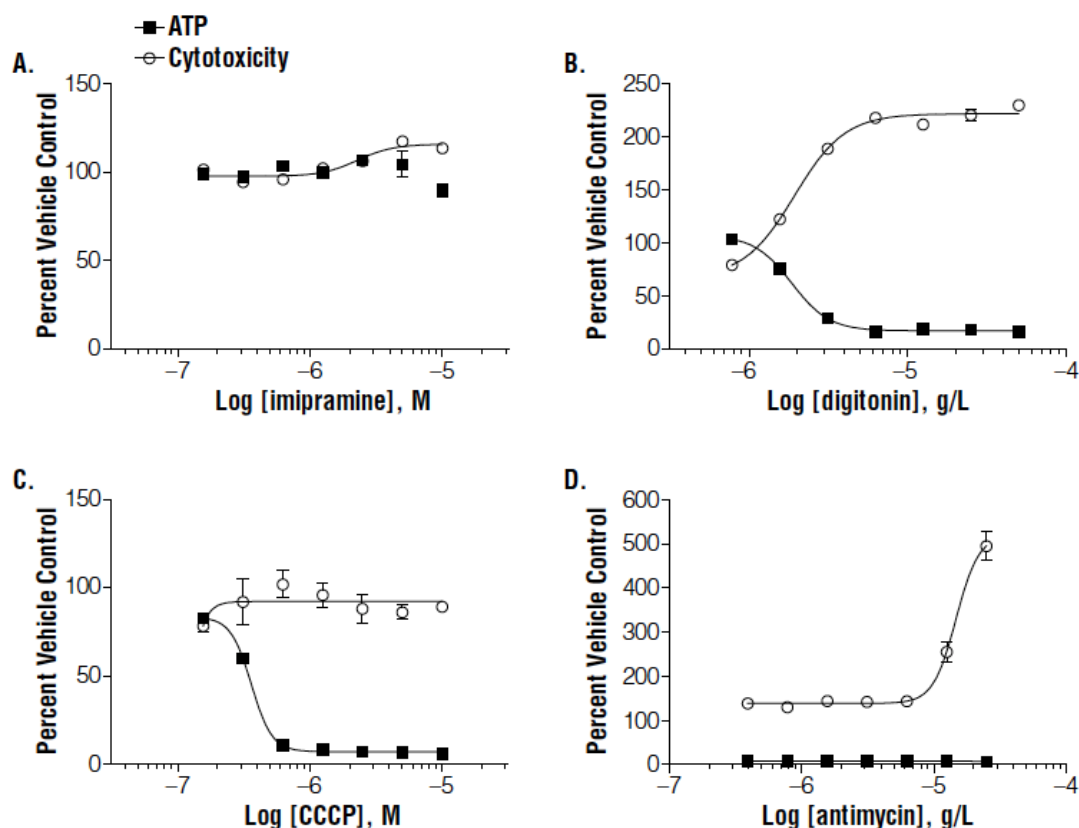 ATP
Cytotoxicity
A.
Percent Vehicle Control
150
100
50
0
–7
–6
–5
Log [imipramine], M
B.
Percent Vehicle Control
250
200
150
100
50
0
–6
–5
–4
Log [digitonin], g/L
C.
Percent Vehicle Control
150
100
50
0
–7
–6
–5
Log [CCCP], M
D.
Percent Vehicle Control
600
500
400
300
200
100
0
–7
–6
–5
–4
Log [antimycin], g/L